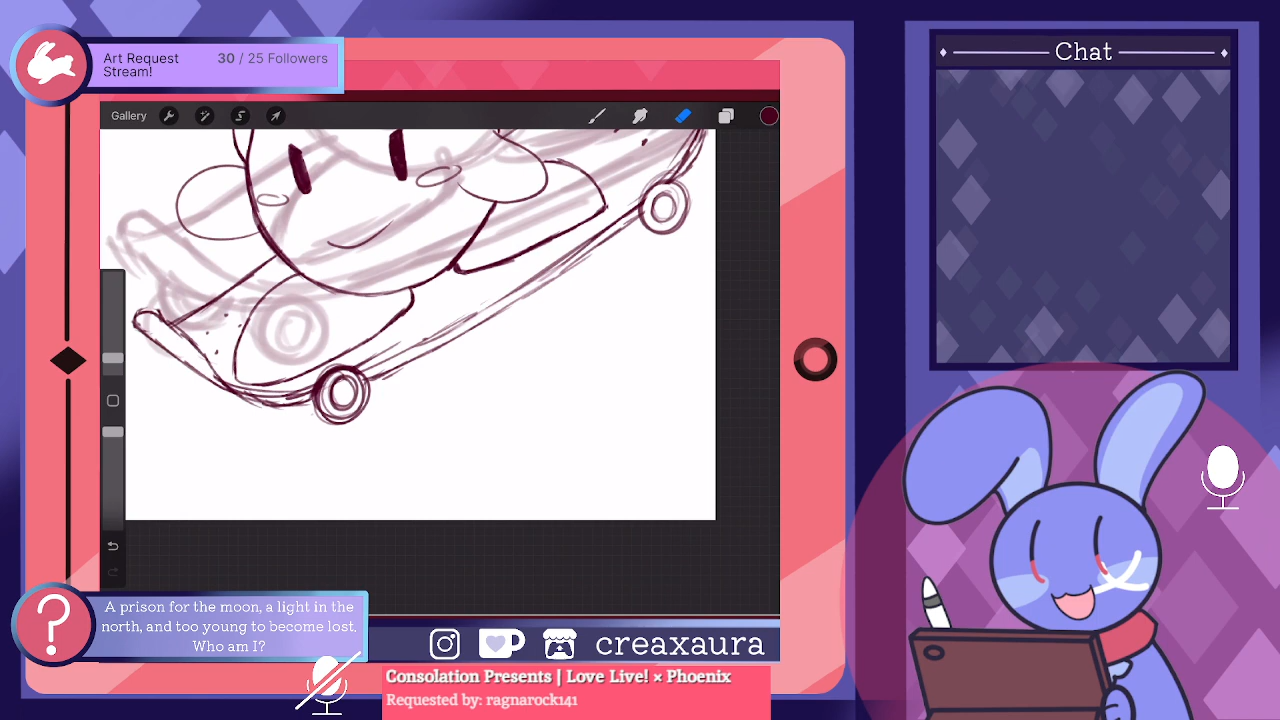 Art Request
Stream!
30 / 25 Followers
Chat
Gallery
A prison for the moon, a light in the
north, and too young to become lost.
Who am I?
creaxaura
Consolation Presents | Love Live! × Phoenix
Requested by: ragnarock141